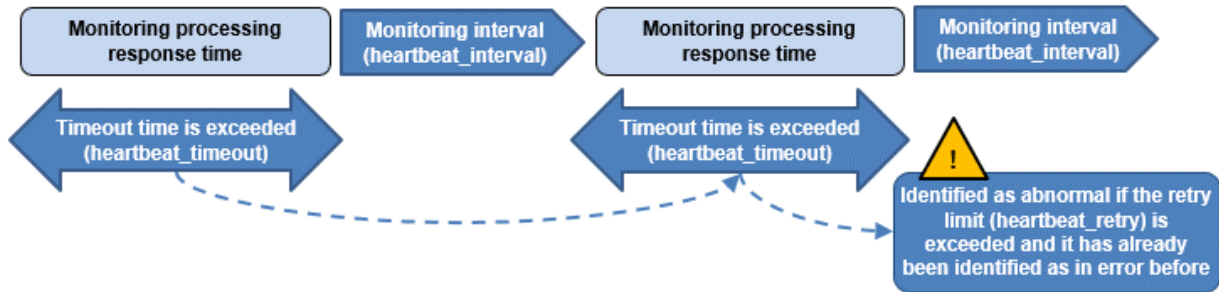 Monitoring processing
response time
Monitoring interval
(heartbeat_interval)
Monitoring processing
response time
Monitoring interval
(heartbeat_interval)
Timeout time is exceeded
(heartbeat_timeout)
Timeout time is exceeded
(heartbeat_timeout)
!
Identified as abnormal if the retry
limit (heartbeat_retry) is
exceeded and it has already
been identified as in error before